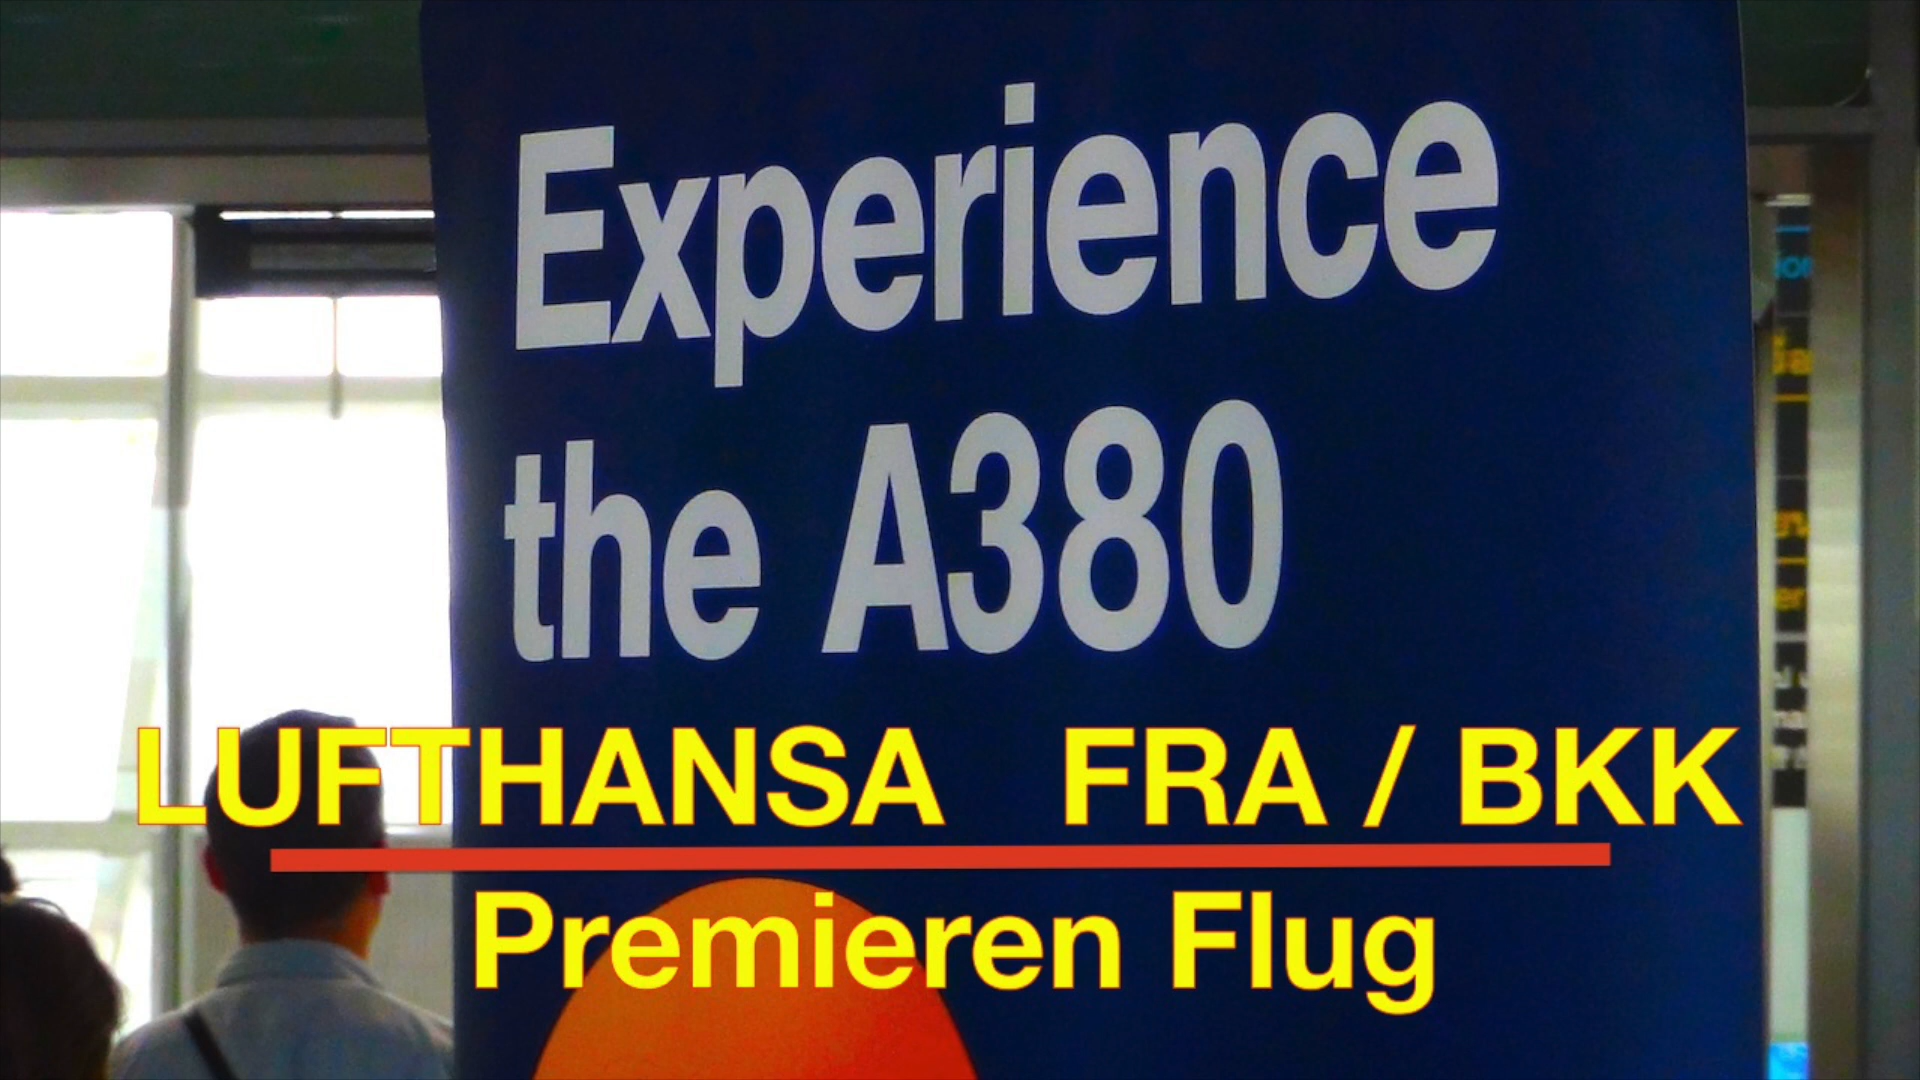 Experience
the A380
LUFTHANSA FRA / BKK
Premieren Flug